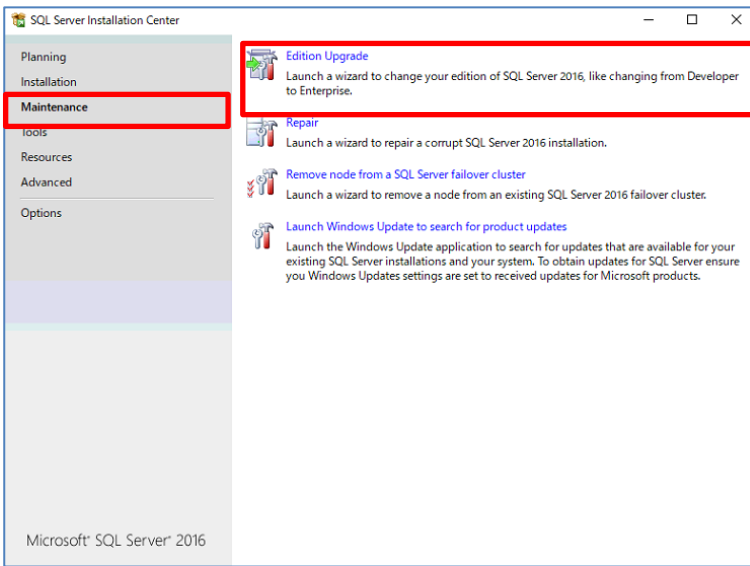 SQL Server Installation Center
Planning
Installation
Maintenance
Tools
Resources
Advanced
Options
Edition Upgrade
Launch a wizard to change your edition of SQL Server 2016, like changing from Developer
to Enterprise.
Repair
Launch a wizard to repair a corrupt SQL Server 2016 installation.
Remove node from a SQL Server failover cluster
Launch a wizard to remove a node from an existing SQL Server 2016 failover cluster.
Launch Windows Update to search for product updates
Launch the Windows Update application to search for updates that are available for your
existing SQL Server installations and your system. To obtain updates for SQL Server ensure
you Windows Updates settings are set to received updates for Microsoft products.
Microsoft® SQL Server® 2016